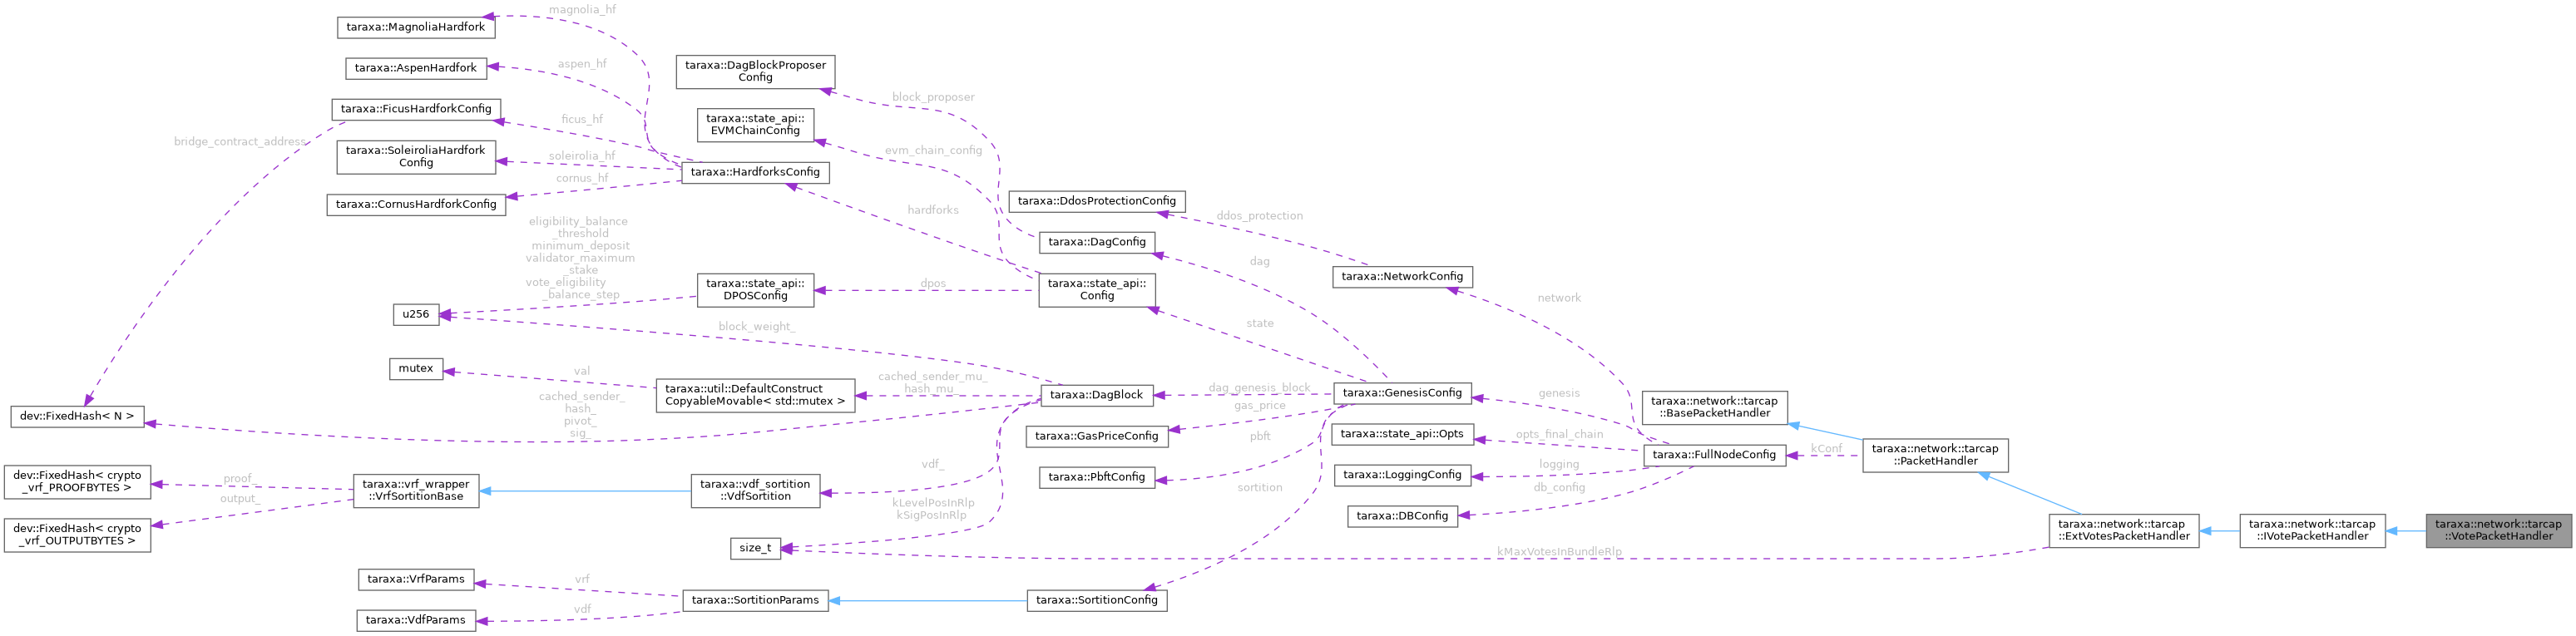 magnolia_hf
taraxa::MagnoliaHardfork
aspen_hf
taraxa::AspenHardfork
taraxa::DagBlockProposer
Config
block_proposer
taraxa::FicusHardforkConfig
ficus_hf
taraxa::state_api::
EVMChainConfig
bridge_contract_address
taraxa::SoleiroliaHardfork
Config
soleirolia_hf
evm_chain_config
taraxa::HardforksConfig
cornus_hf
taraxa::CornusHardforkConfig
taraxa::DdosProtectionConfig
hardforks
ddos_protection
eligibility_balance
_threshold
minimum_deposit
validator_maximum
_stake
vote_eligibility
_balance_step
taraxa::DagConfig
dag
taraxa::NetworkConfig
taraxa::state_api::
DPOSConfig
dpos
taraxa::state_api::
Config
network
u256
block_weight_
state
mutex
val
taraxa::util::DefaultConstruct
CopyableMovable< std::mutex >
cached_sender_mu_
hash_mu_
taraxa::DagBlock
dag_genesis_block
taraxa::GenesisConfig
genesis
cached_sender_
hash_
pivot_
sig_
dev::FixedHash< N >
gas_price
taraxa::network::tarcap
::BasePacketHandler
taraxa::GasPriceConfig
pbft
taraxa::state_api::Opts
opts_final_chain
taraxa::FullNodeConfig
kConf
taraxa::network::tarcap
::PacketHandler
dev::FixedHash< crypto
_vrf_PROOFBYTES >
proof_
taraxa::vrf_wrapper
::VrfSortitionBase
taraxa::vdf_sortition
::VdfSortition
vdf_
taraxa::PbftConfig
taraxa::LoggingConfig
logging
sortition
db_config
output_
kLevelPosInRlp
kSigPosInRlp
taraxa::DBConfig
dev::FixedHash< crypto
_vrf_OUTPUTBYTES >
size_t
kMaxVotesInBundleRlp
taraxa::network::tarcap
::ExtVotesPacketHandler
taraxa::network::tarcap
::IVotePacketHandler
taraxa::network::tarcap
::VotePacketHandler
taraxa::VrfParams
vrf
taraxa::SortitionParams
taraxa::SortitionConfig
vdf
taraxa::VdfParams